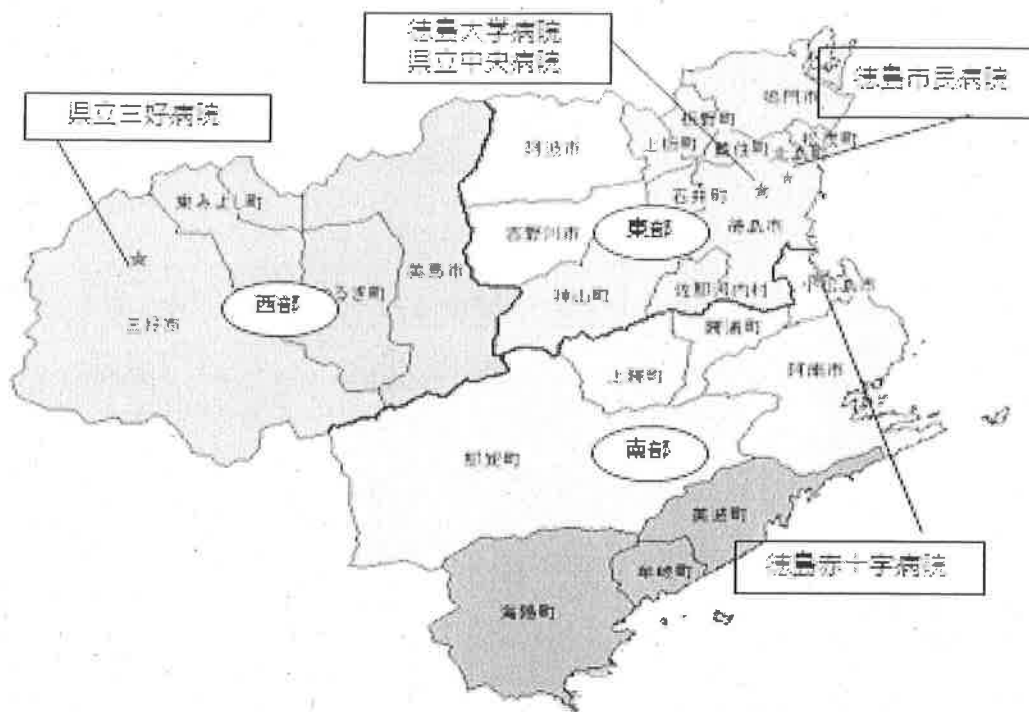 徳島大学病院
県立中央病院
徳島市民病院
県立三好病院
鳴門市
板野町
上板町
藍住町
北島町
松茂町
阿波市
石井町
東みよし町
吉野川市
東部
徳島市
美馬市
つるぎ町
神山町
佐那河内村
小松島市
西部
三好市
勝浦町
上勝町
阿南市
那賀町
南部
美波町
牟岐町
徳島赤十字病院
海陽町